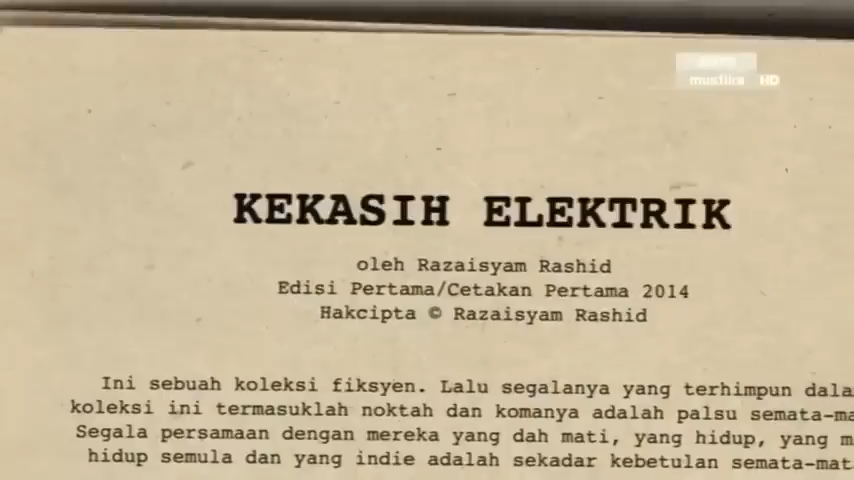 mustika HD
KEKASIH ELEKTRIK
oleh Razaisyam Rashid
Edisi Pertama/Cetakan Pertama 2014
Hakcipta © Razaisyam Rashid
Ini sebuah koleksi fiksyen. Lalu segalanya yang terhimpun
koleksi ini termasuklah noktah dan komanya adalah palsu
Segala persamaan dengan mereka yang dah mati, yang hidup, yang
hidup semula dan yang indie adalah sekadar kebetulan